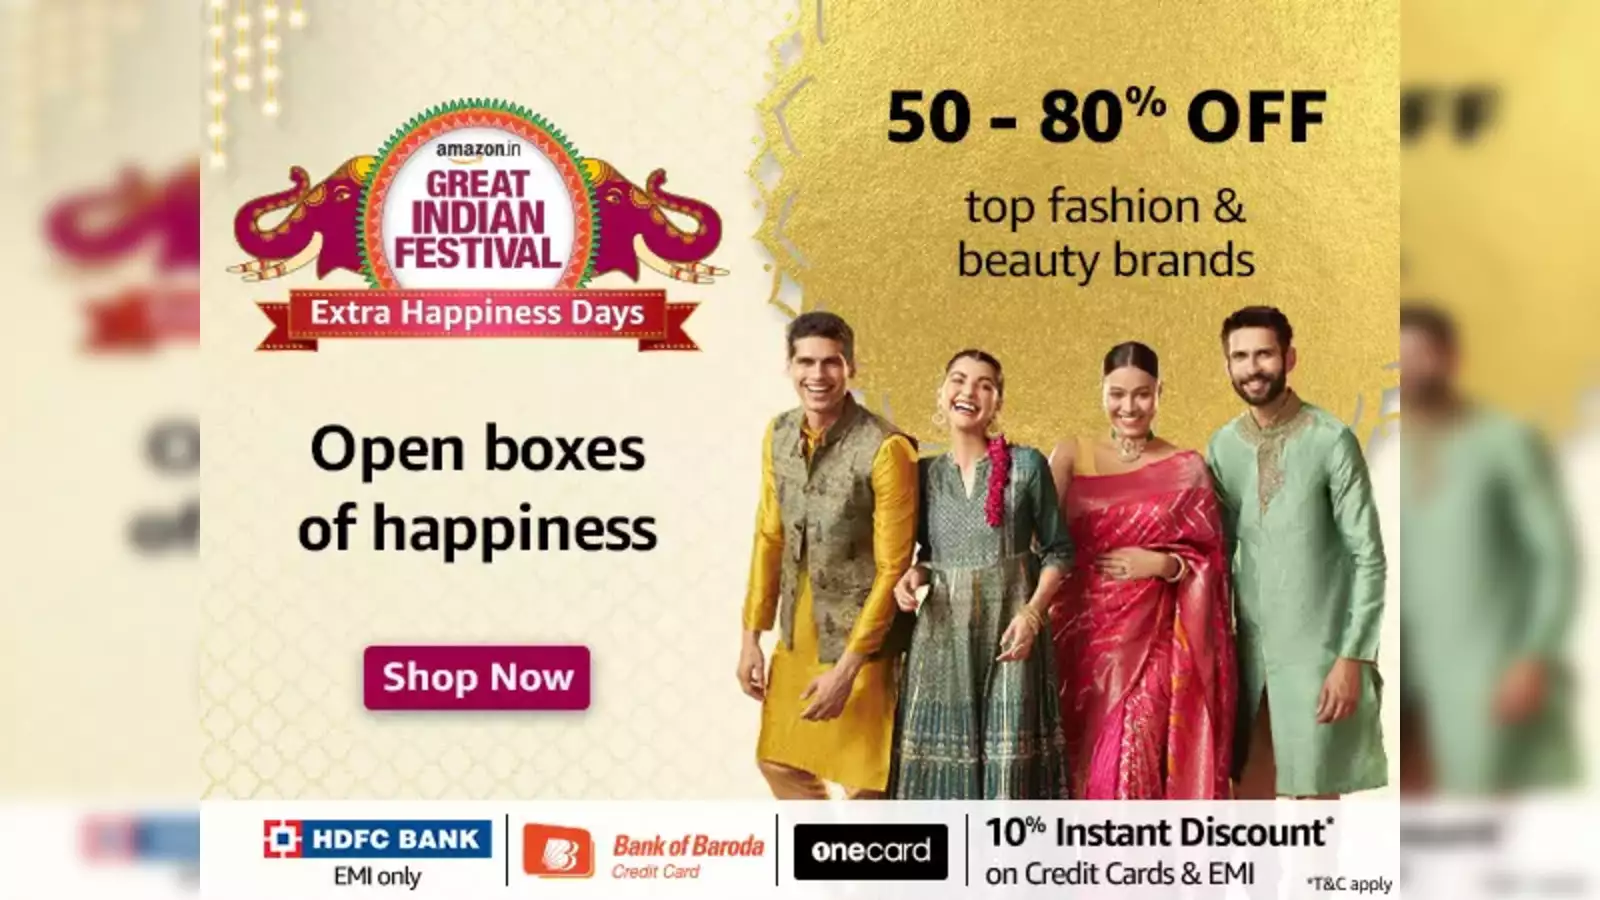 amazon.in
GREAT
INDIAN
FESTIVAL
Extra Happiness Days
Open boxes
of happiness
Shop Now
50 - 80% OFF
top fashion &
beauty brands
HDFC BANK
EMI only
Bank of Baroda
Credit Card
onecard
10% Instant Discount*
on Credit Cards & EMI
*T&C apply